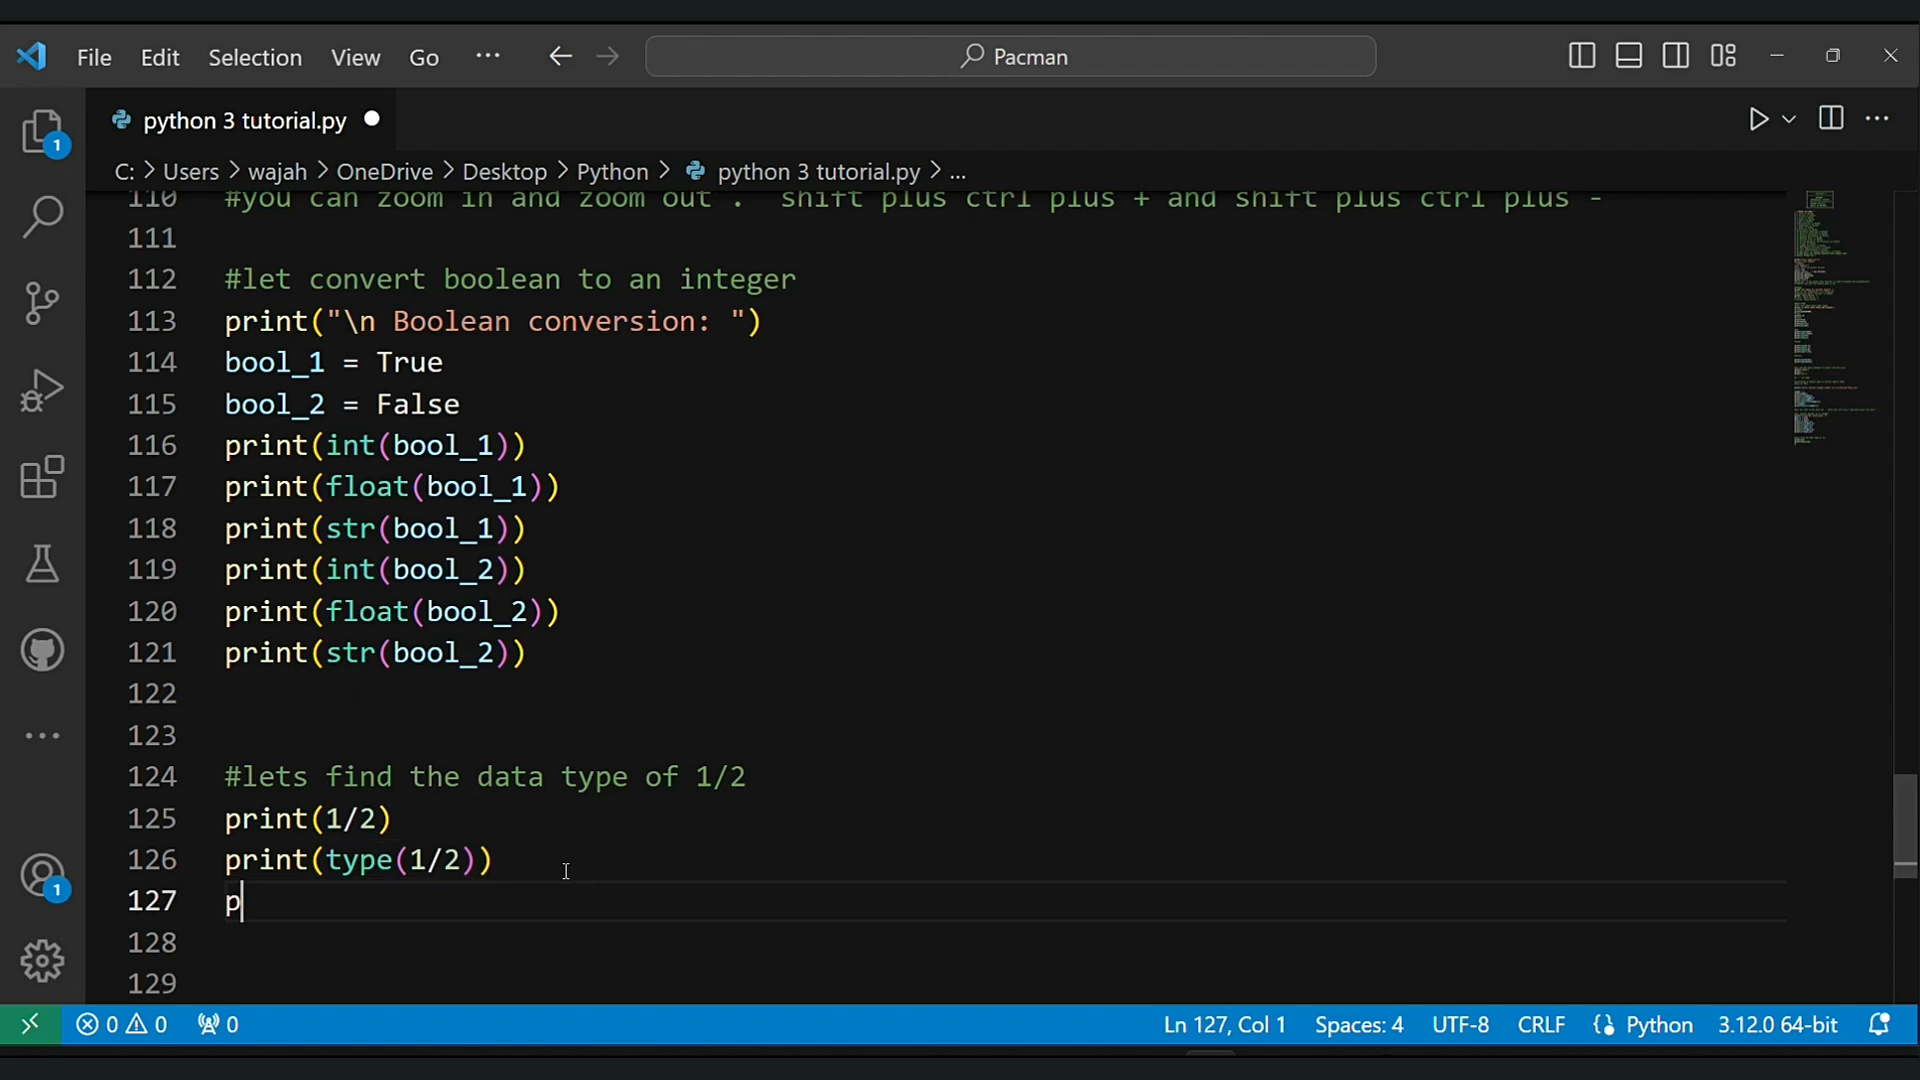 File Edit Selection View Go ... Pacman
python 3 tutorial.py
C: > Users > wajah > OneDrive > Desktop > Python > python 3 tutorial.py > ...
110 #you can zoom in and zoom out . shift plus ctrl plus + and shift plus ctrl plus -
111
112 #let convert boolean to an integer
113 print("\n Boolean conversion: ")
114 bool_1 = True
115 bool_2 = False
116 print(int(bool_1))
117 print(float(bool_1))
118 print(str(bool_1))
119 print(int(bool_2))
120 print(float(bool_2))
121 print(str(bool_2))
122
123
124 #lets find the data type of 1/2
125 print(1/2)
126 print(type(1/2))
127 p
128
129
1
1
0 0 0 Ln 127, Col 1 Spaces: 4 UTF-8 CRLF Python 3.12.0 64-bit